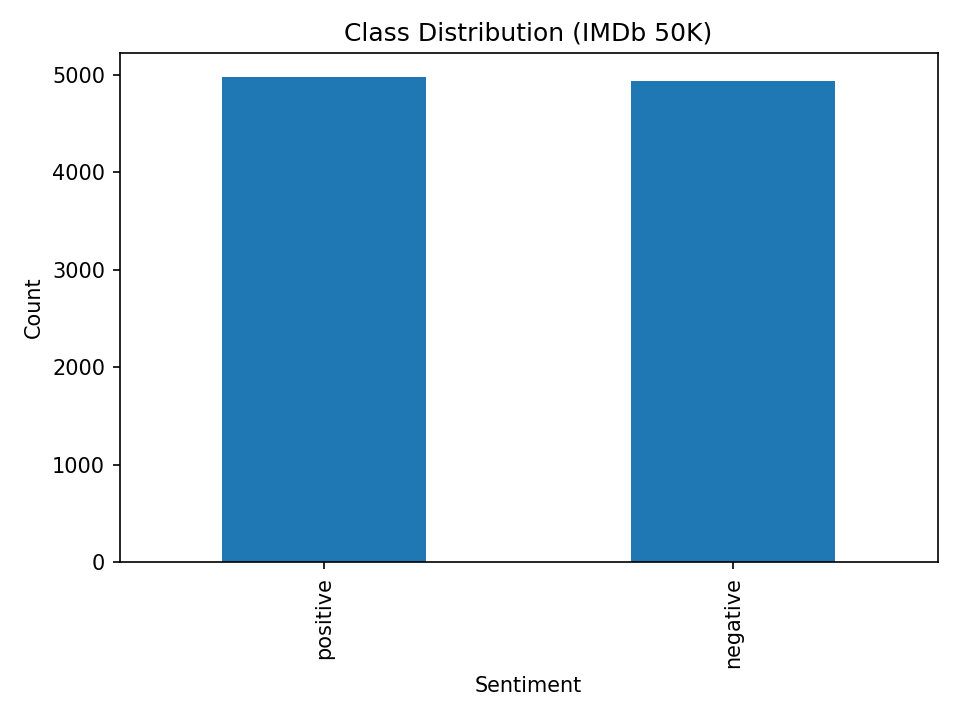 Class Distribution (IMDb 50K)
5000
4000
3000
2000
1000
0
Count
positive
negative
Sentiment